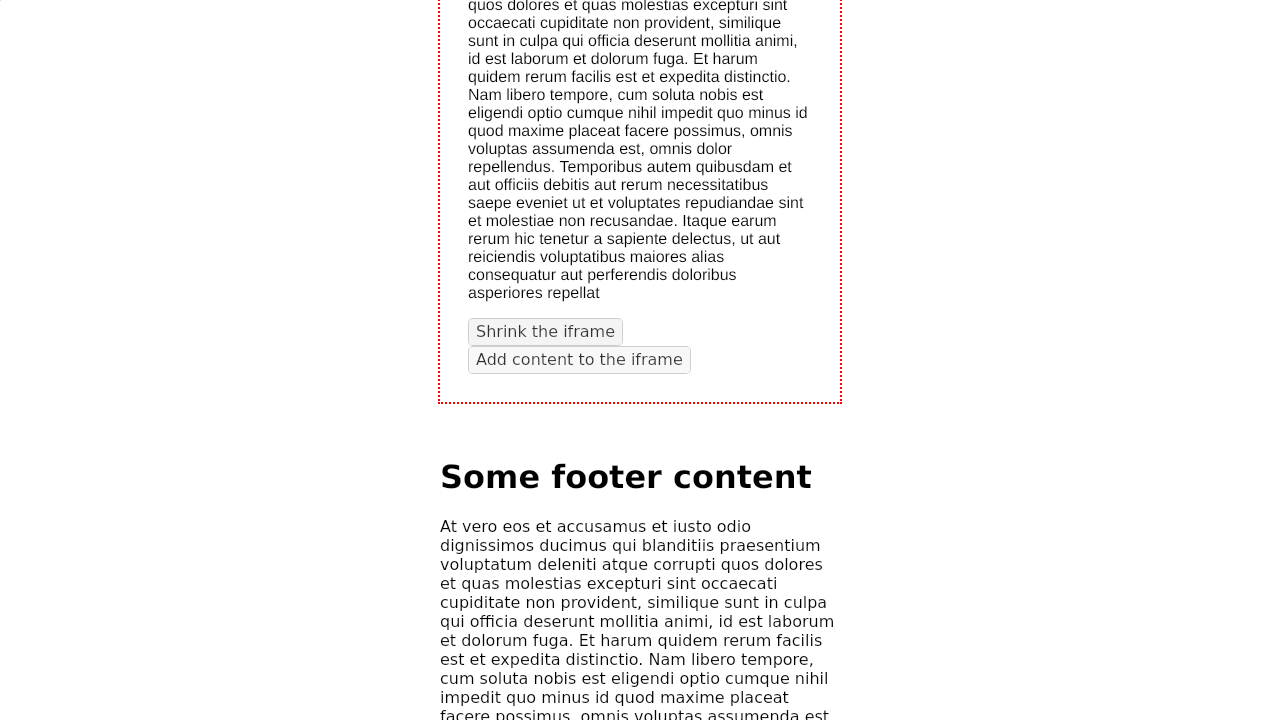 quos dolores et quas molestias excepturi sint
occaecati cupiditate non provident, similique
sunt in culpa qui officia deserunt mollitia animi,
id est laborum et dolorum fuga. Et harum
quidem rerum facilis est et expedita distinctio.
Nam libero tempore, cum soluta nobis est
eligendi optio cumque nihil impedit quo minus id
quod maxime placeat facere possimus, omnis
voluptas assumenda est, omnis dolor
repellendus. Temporibus autem quibusdam et
aut officiis debitis aut rerum necessitatibus
saepe eveniet ut et voluptates repudiandae sint
et molestiae non recusandae. Itaque earum
rerum hic tenetur a sapiente delectus, ut aut
reiciendis voluptatibus maiores alias
consequatur aut perferendis doloribus
asperiores repellat
Shrink the iframe
Add content to the iframe
Some footer content
At vero eos et accusamus et iusto odio
dignissimos ducimus qui blanditiis praesentium
voluptatum deleniti atque corrupti quos dolores
et quas molestias excepturi sint occaecati
cupiditate non provident, similique sunt in culpa
qui officia deserunt mollitia animi, id est laborum
et dolorum fuga. Et harum quidem rerum facilis
est et expedita distinctio. Nam libero tempore,
cum soluta nobis est eligendi optio cumque nihil
impedit quo minus id quod maxime placeat
facere possimus, omnis voluptas assumenda est